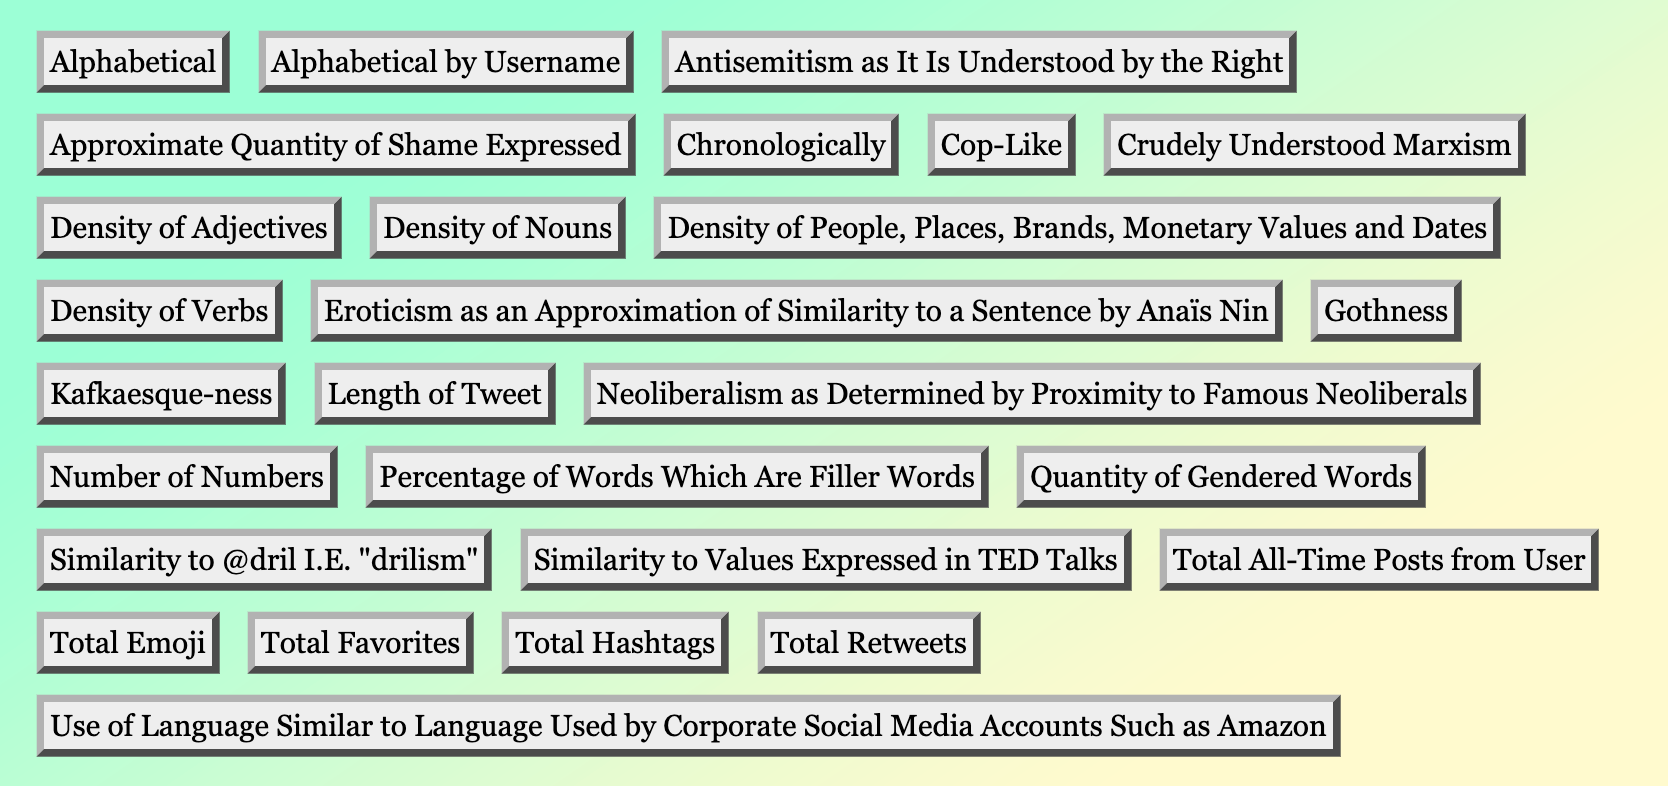 Alphabetical Alphabetical by Username Antisemitism as It Is Understood by the Right
Approximate Quantity of Shame Expressed Chronologically Cop-Like Crudely Understood Marxism
Density of Adjectives Density of Nouns Density of People, Places, Brands, Monetary Values and Dates
Density of Verbs Eroticism as an Approximation of Similarity to a Sentence by Anaïs Nin Gothness
Kafkaesque-ness Length of Tweet Neoliberalism as Determined by Proximity to Famous Neoliberals
Number of Numbers Percentage of Words Which Are Filler Words Quantity of Gendered Words
Similarity to @dril I.E. "drilism" Similarity to Values Expressed in TED Talks Total All-Time Posts from User
Total Emoji Total Favorites Total Hashtags Total Retweets
Use of Language Similar to Language Used by Corporate Social Media Accounts Such as Amazon